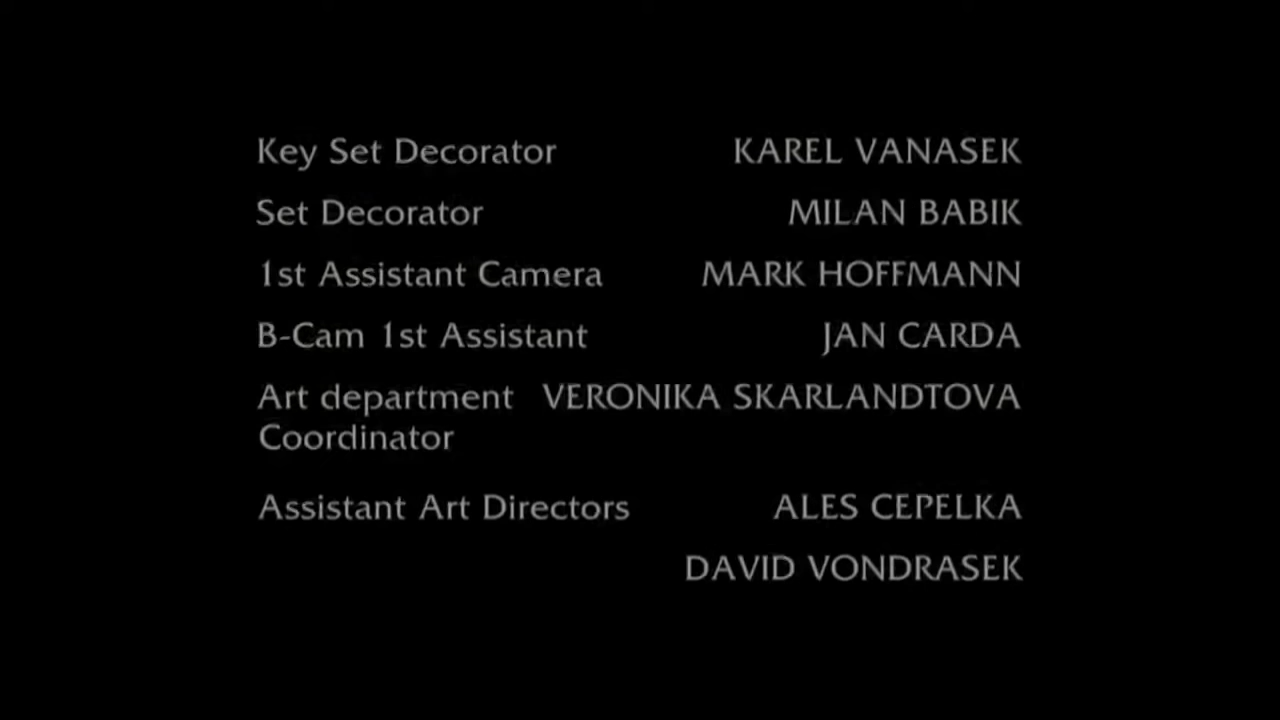 Key Set Decorator KAREL VANASEK
Set Decorator MILAN BABIK
1st Assistant Camera MARK HOFFMANN
B-Cam 1st Assistant JAN CARDA
Art department VERONIKA SKARLANDTOVA
Coordinator
Assistant Art Directors ALES CEPELKA
DAVID VONDRASEK